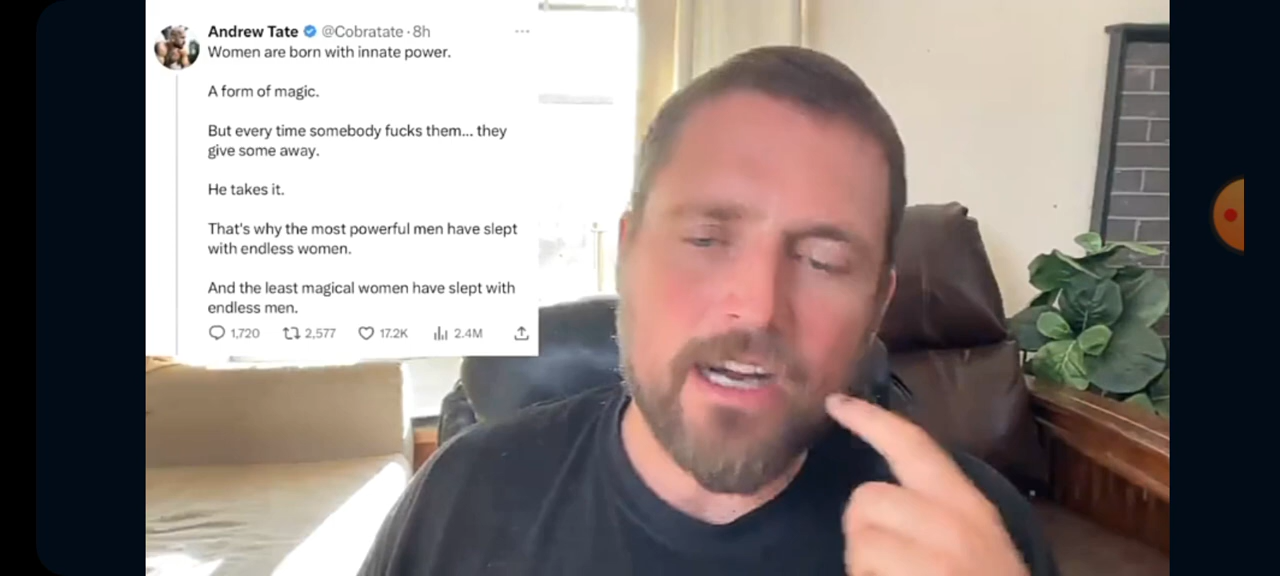 Andrew Tate @Cobratate · 8h
Women are born with innate power.
A form of magic.
But every time somebody fucks them... they
give some away.
He takes it.
That's why the most powerful men have slept
with endless women.
And the least magical women have slept with
endless men.
1,720 2,577 17.2K 2.4M